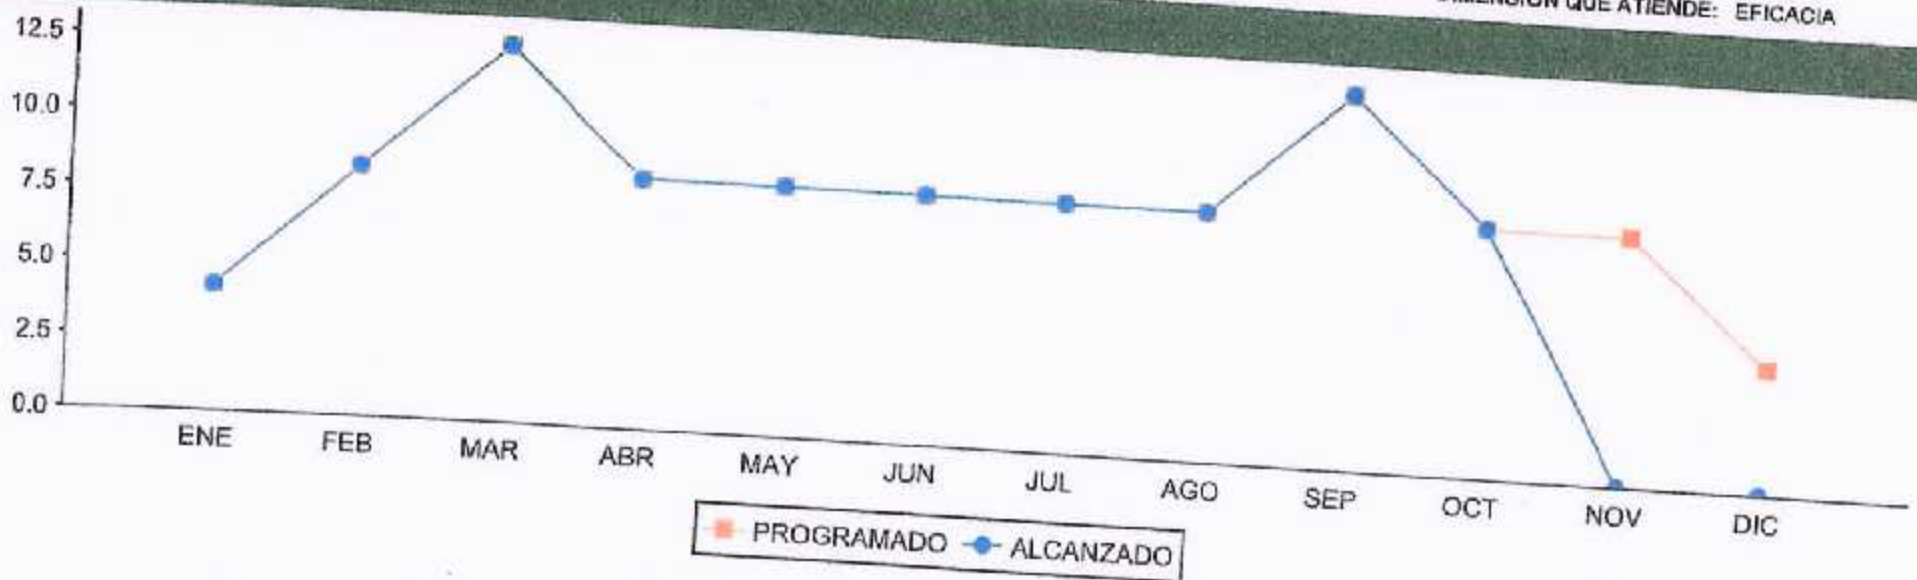 DIMENSIÓN QUE ATIENDE: EFICACIA
12.5
10.0
7.5
5.0
2.5
0.0
ENE FEB MAR ABR MAY JUN JUL AGO SEP OCT NOV DIC
PROGRAMADO ALCANZADO